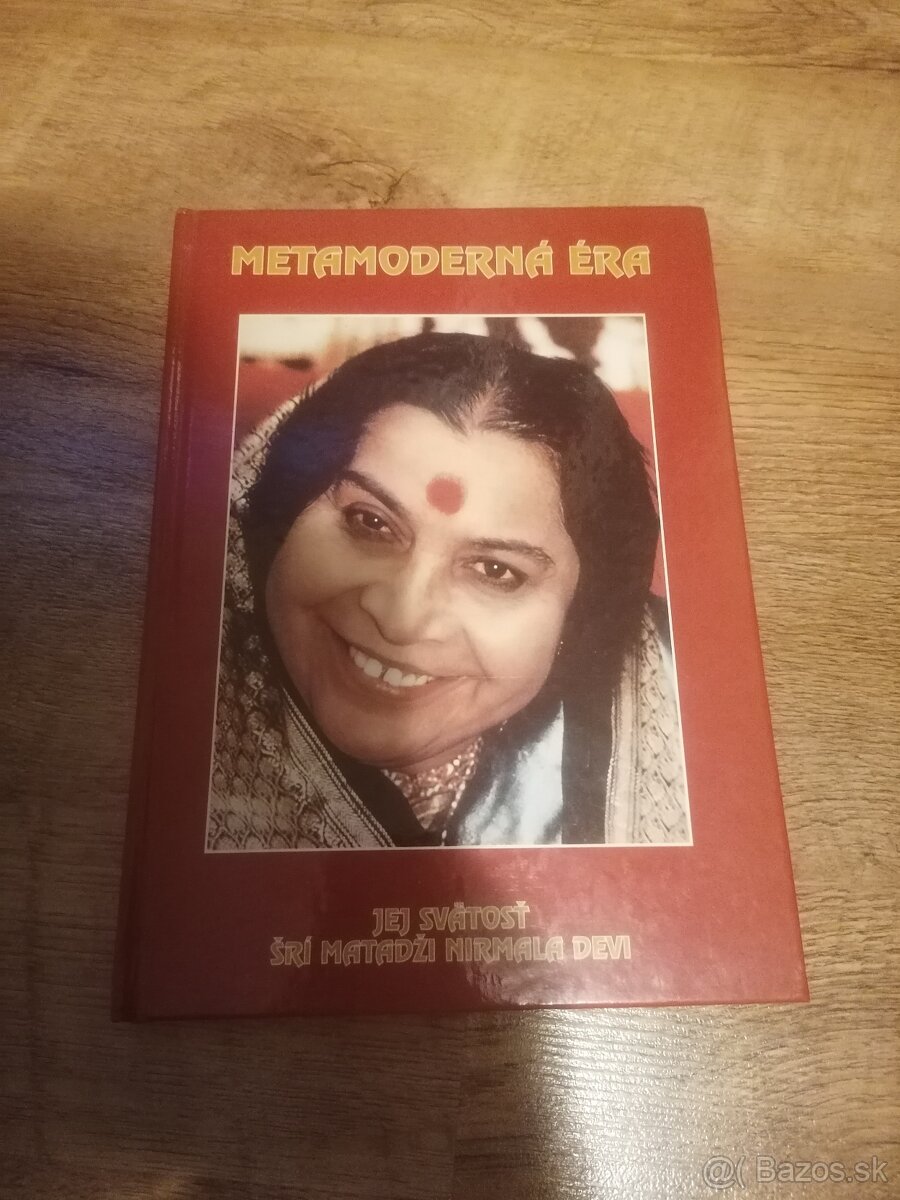 METAMODERNÁ ÉRA
JEJ SVÄTOSŤ
ŠRÍ MATADŽI NIRMALA DEVI
@( Bazos.sk